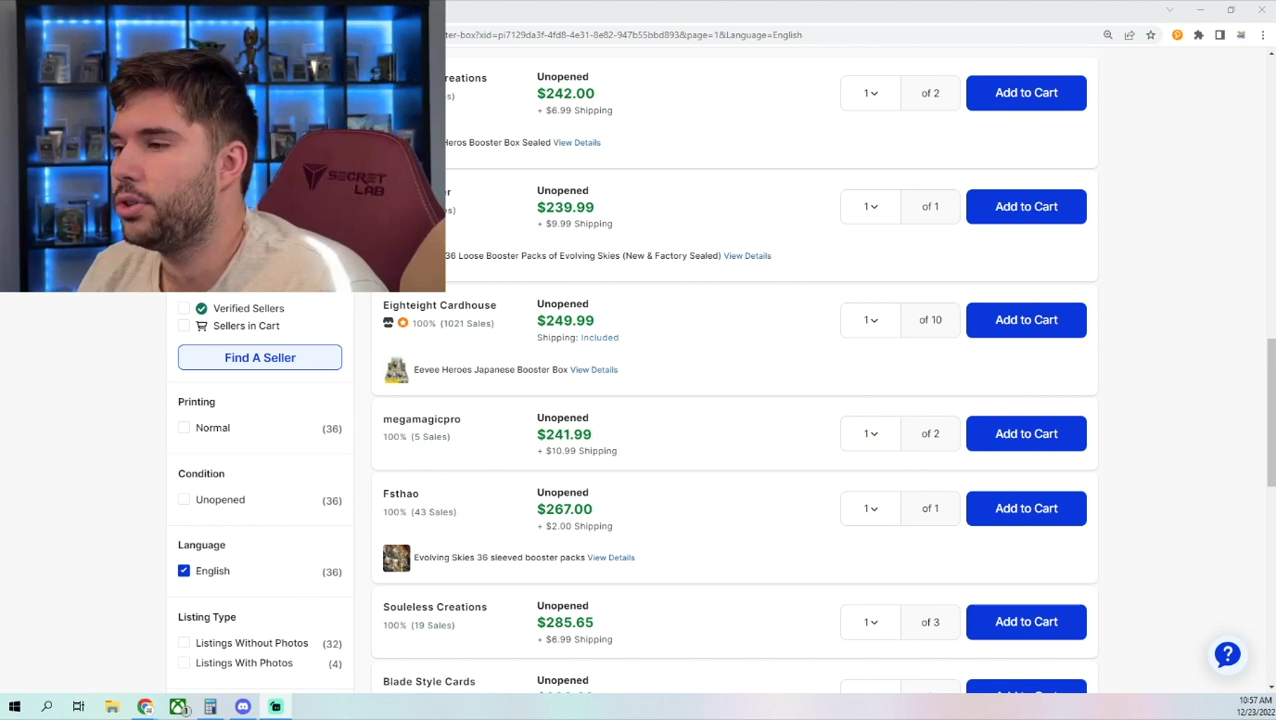 ter-box?xid=pi7129da3f-4fd8-4e31-8e82-947b55bbd893&page=1&Language=English
SECRET
LAB
reations
Unopened
$242.00
+ $6.99 Shipping
1
of 2
Add to Cart
s)
Heros Booster Box Sealed View Details
er
Unopened
$239.99
+ $9.99 Shipping
1
of 1
Add to Cart
es)
36 Loose Booster Packs of Evolving Skies (New & Factory Sealed) View Details
Verified Sellers
Sellers in Cart
Find A Seller
Printing
Normal (36)
Condition
Unopened (36)
Language
English (36)
Listing Type
Listings Without Photos (32)
Listings With Photos (4)
Eighteight Cardhouse
100% (1021 Sales)
Unopened
$249.99
Shipping: Included
1
of 10
Add to Cart
Eevee Heroes Japanese Booster Box View Details
megamagicpro
100% (5 Sales)
Unopened
$241.99
+ $10.99 Shipping
1
of 2
Add to Cart
Fsthao
100% (43 Sales)
Unopened
$267.00
+ $2.00 Shipping
1
of 1
Add to Cart
Evolving Skies 36 sleeved booster packs View Details
Souleless Creations
100% (19 Sales)
Unopened
$285.65
+ $6.99 Shipping
1
of 3
Add to Cart
Blade Style Cards
Unopened
10:57 AM
12/23/2022